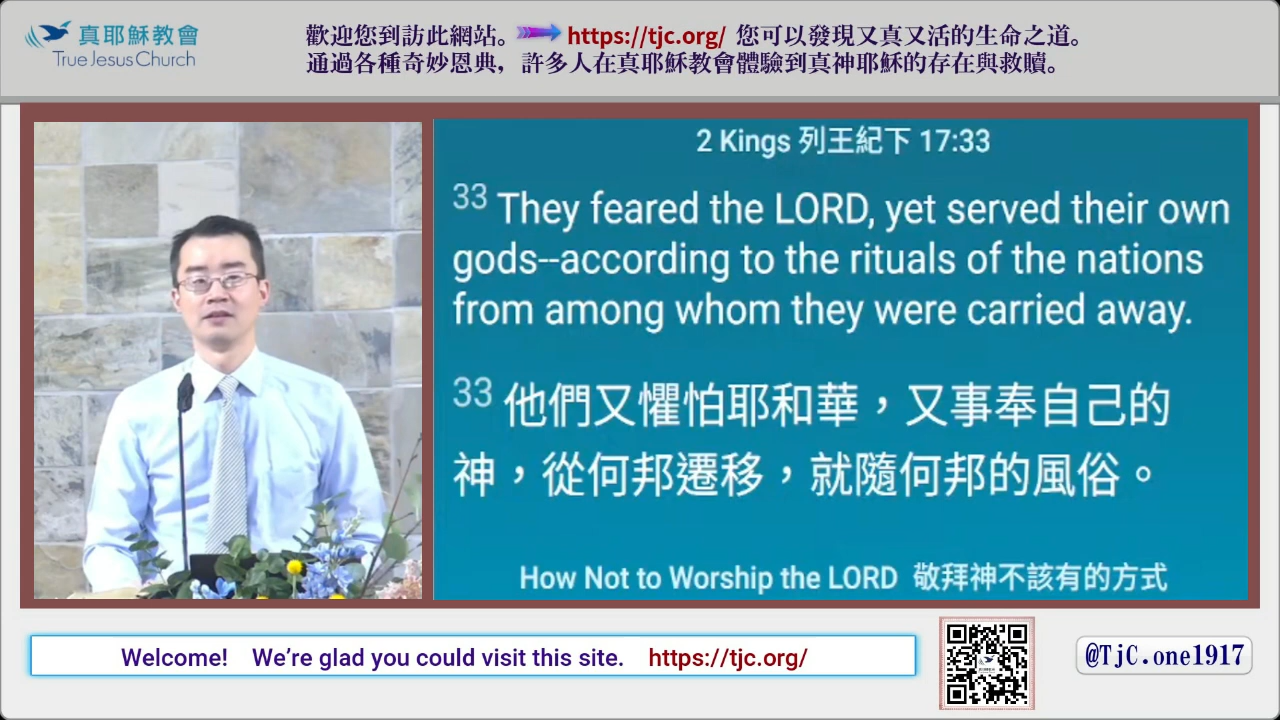 真耶穌教會
True Jesus Church
歡迎您到訪此網站。 https://tjc.org/ 您可以發現又真又活的生命之道。
通過各種奇妙恩典，許多人在真耶穌教會體驗到真神耶穌的存在與救贖。
2 Kings 列王紀下 17:33
33 They feared the LORD, yet served their own
gods--according to the rituals of the nations
from among whom they were carried away.
33 他們又懼怕耶和華，又事奉自己的
神，從何邦遷移，就隨何邦的風俗。
How Not to Worship the LORD 敬拜神不該有的方式
Welcome! We’re glad you could visit this site. https://tjc.org/
@TjC.one1917